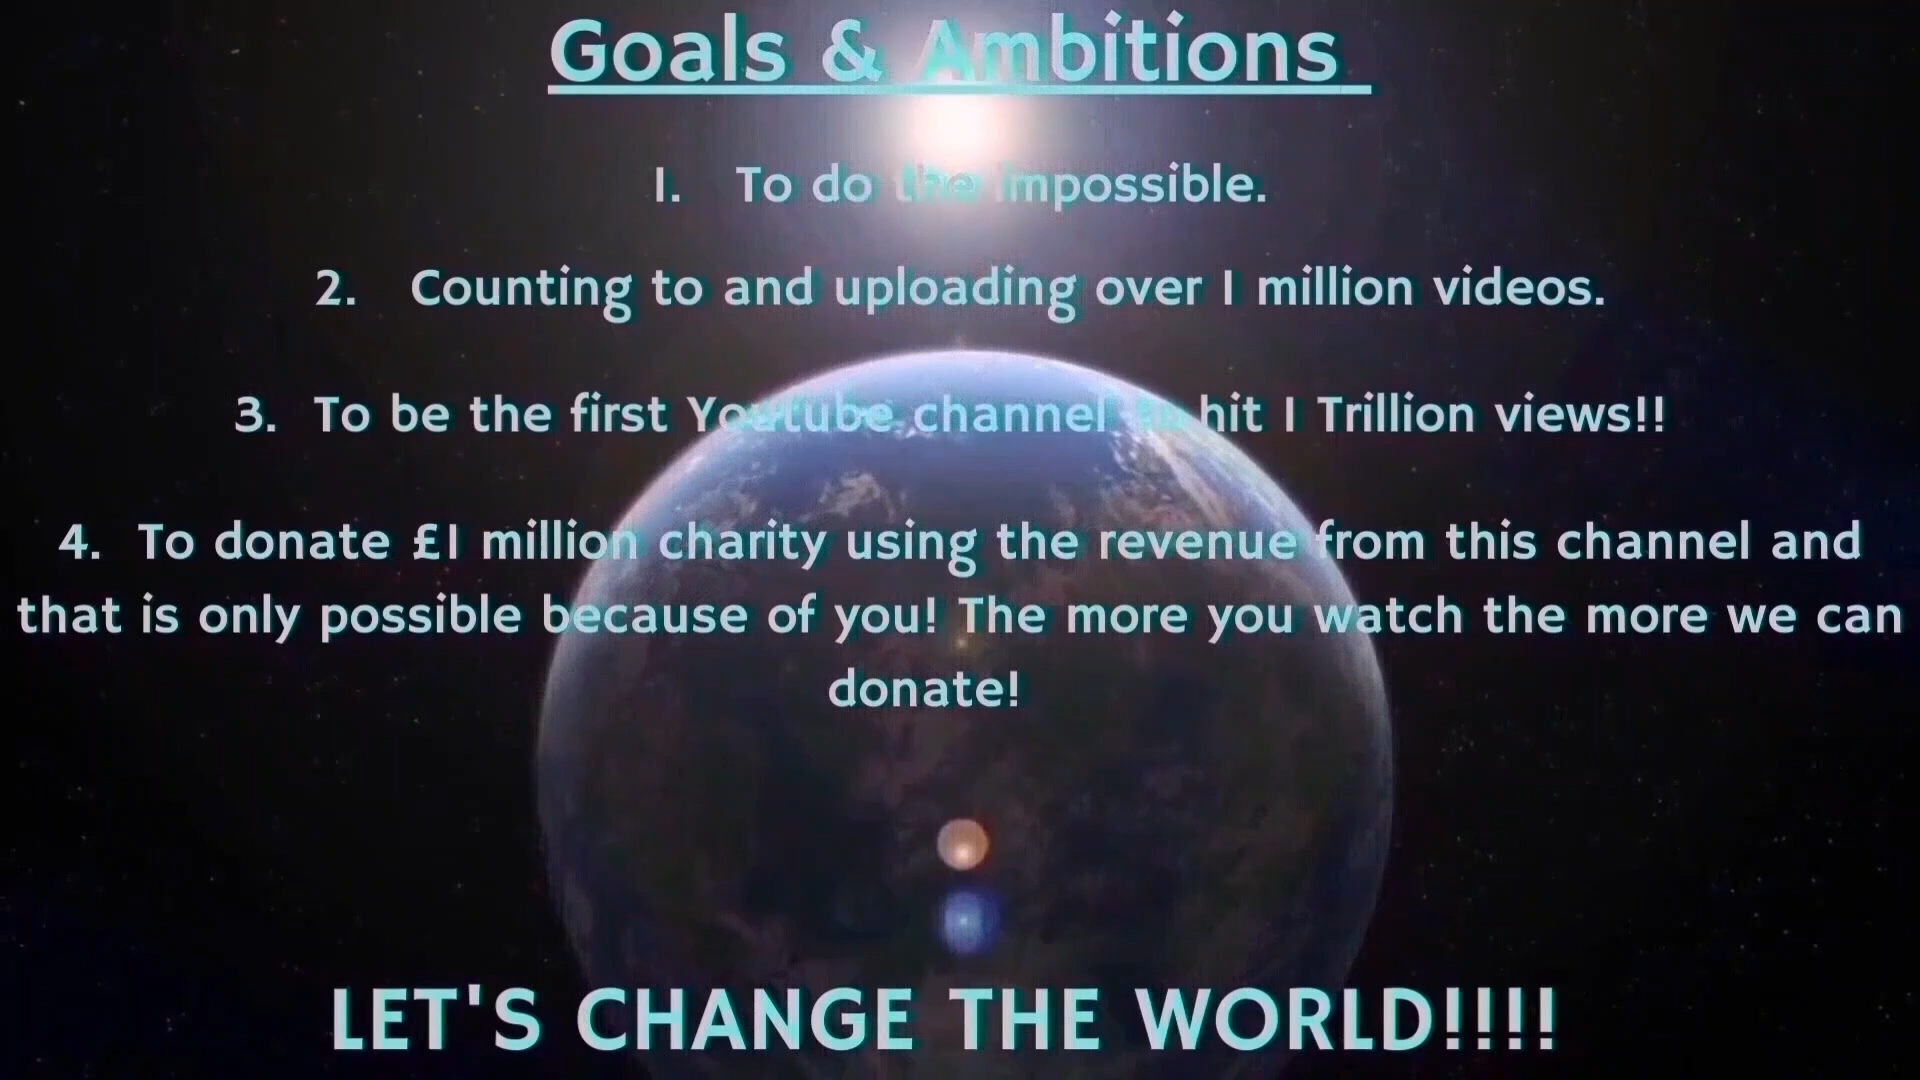 Goals & Ambitions
1. To do the impossible.
2. Counting to and uploading over 1 million videos.
3. To be the first Youtube channel to hit 1 Trillion views!!
4. To donate £1 million charity using the revenue from this channel and
that is only possible because of you! The more you watch the more we can
donate!
LET'S CHANGE THE WORLD!!!!